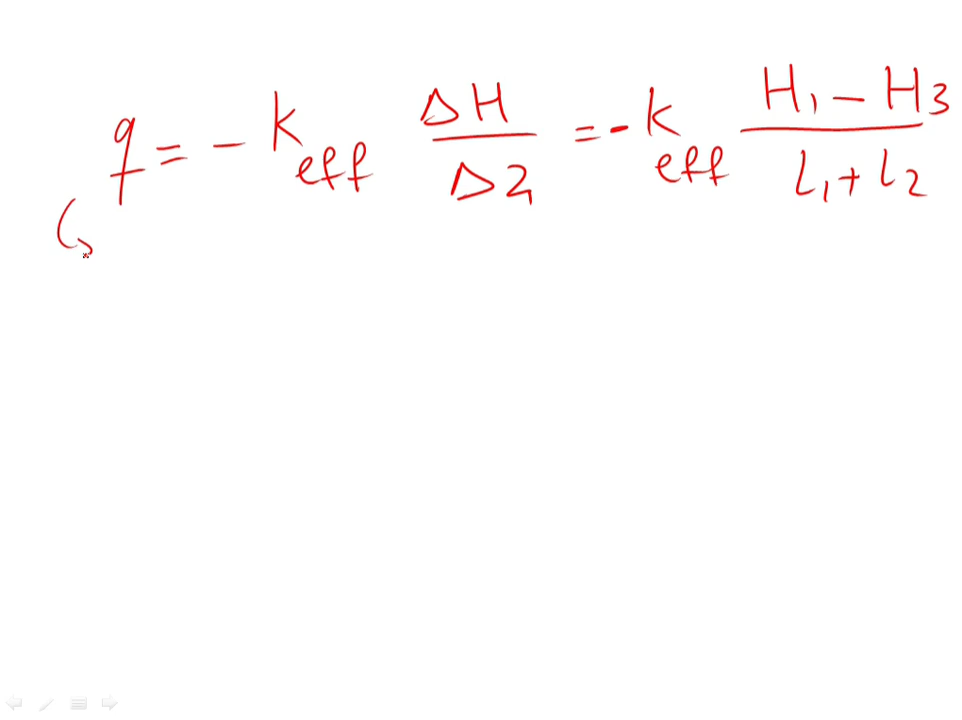 q = - K_eff ΔH/Δz = - K_eff (H₁ - H₃)/(L₁ + L₂)